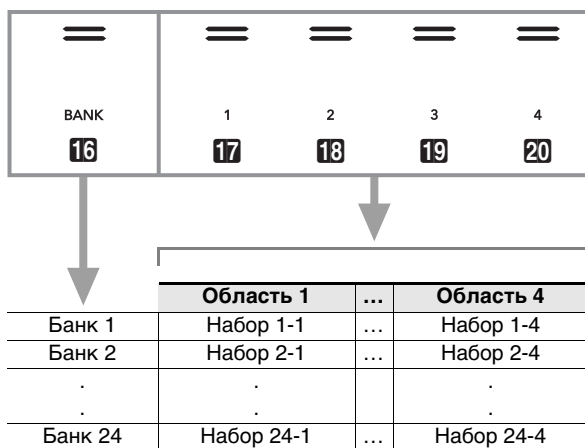 BANK 1 2 3 4
16 17 18 19 20
Область 1 … Область 4
Банк 1 Набор 1-1 … Набор 1-4
Банк 2 Набор 2-1 … Набор 2-4
. . .
. . .
Банк 24 Набор 24-1 … Набор 24-4